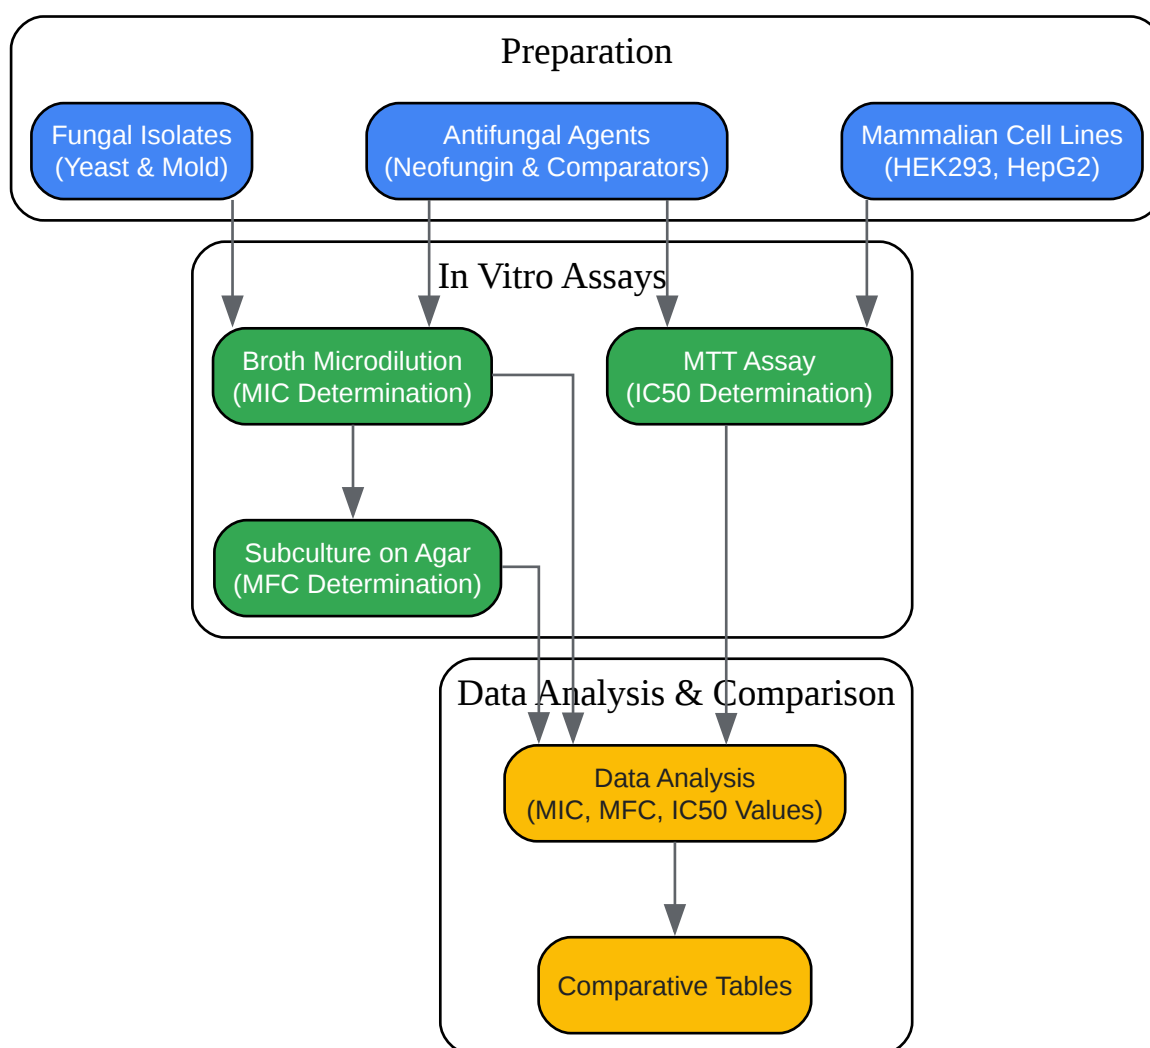 Preparation
Fungal Isolates
(Yeast & Mold)
Antifungal Agents
(Neofungin & Comparators)
Mammalian Cell Lines
(HEK293, HepG2)
In Vitro Assays
Broth Microdilution
(MIC Determination)
MTT Assay
(IC50 Determination)
Subculture on Agar
(MFC Determination)
Data Analysis & Comparison
Data Analysis
(MIC, MFC, IC50 Values)
Comparative Tables